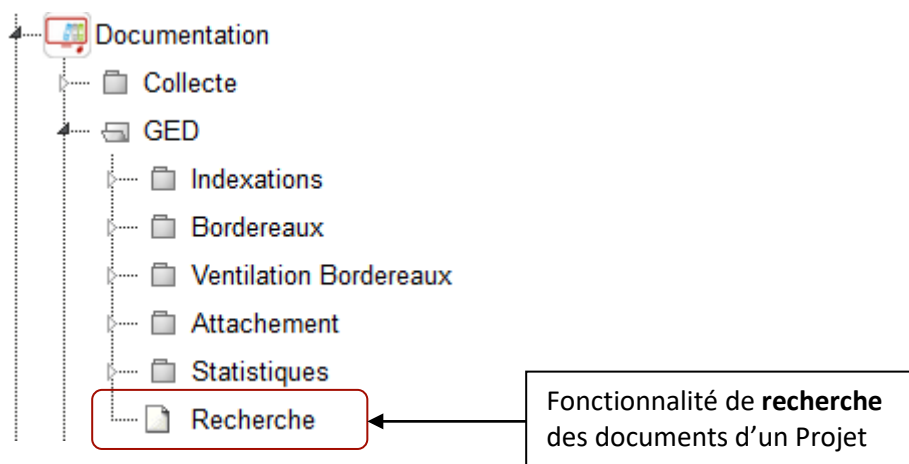 Documentation
Collecte
GED
Indexations
Bordereaux
Ventilation Bordereaux
Attachement
Statistiques
Recherche
Fonctionnalité de recherche
des documents d’un Projet